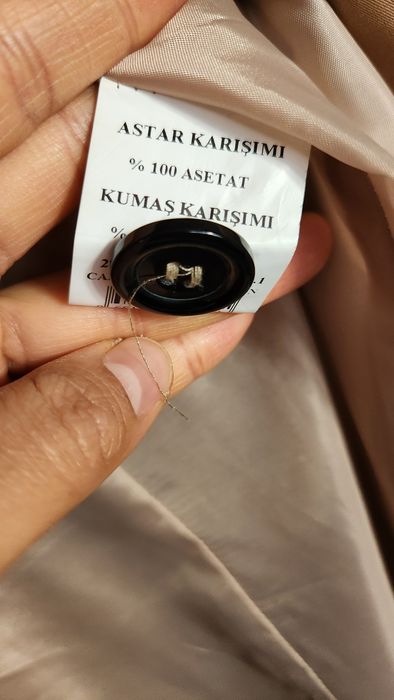 ASTAR KARIŞIMI
% 100 ASETAT
KUMAŞ KARIŞIMI
%